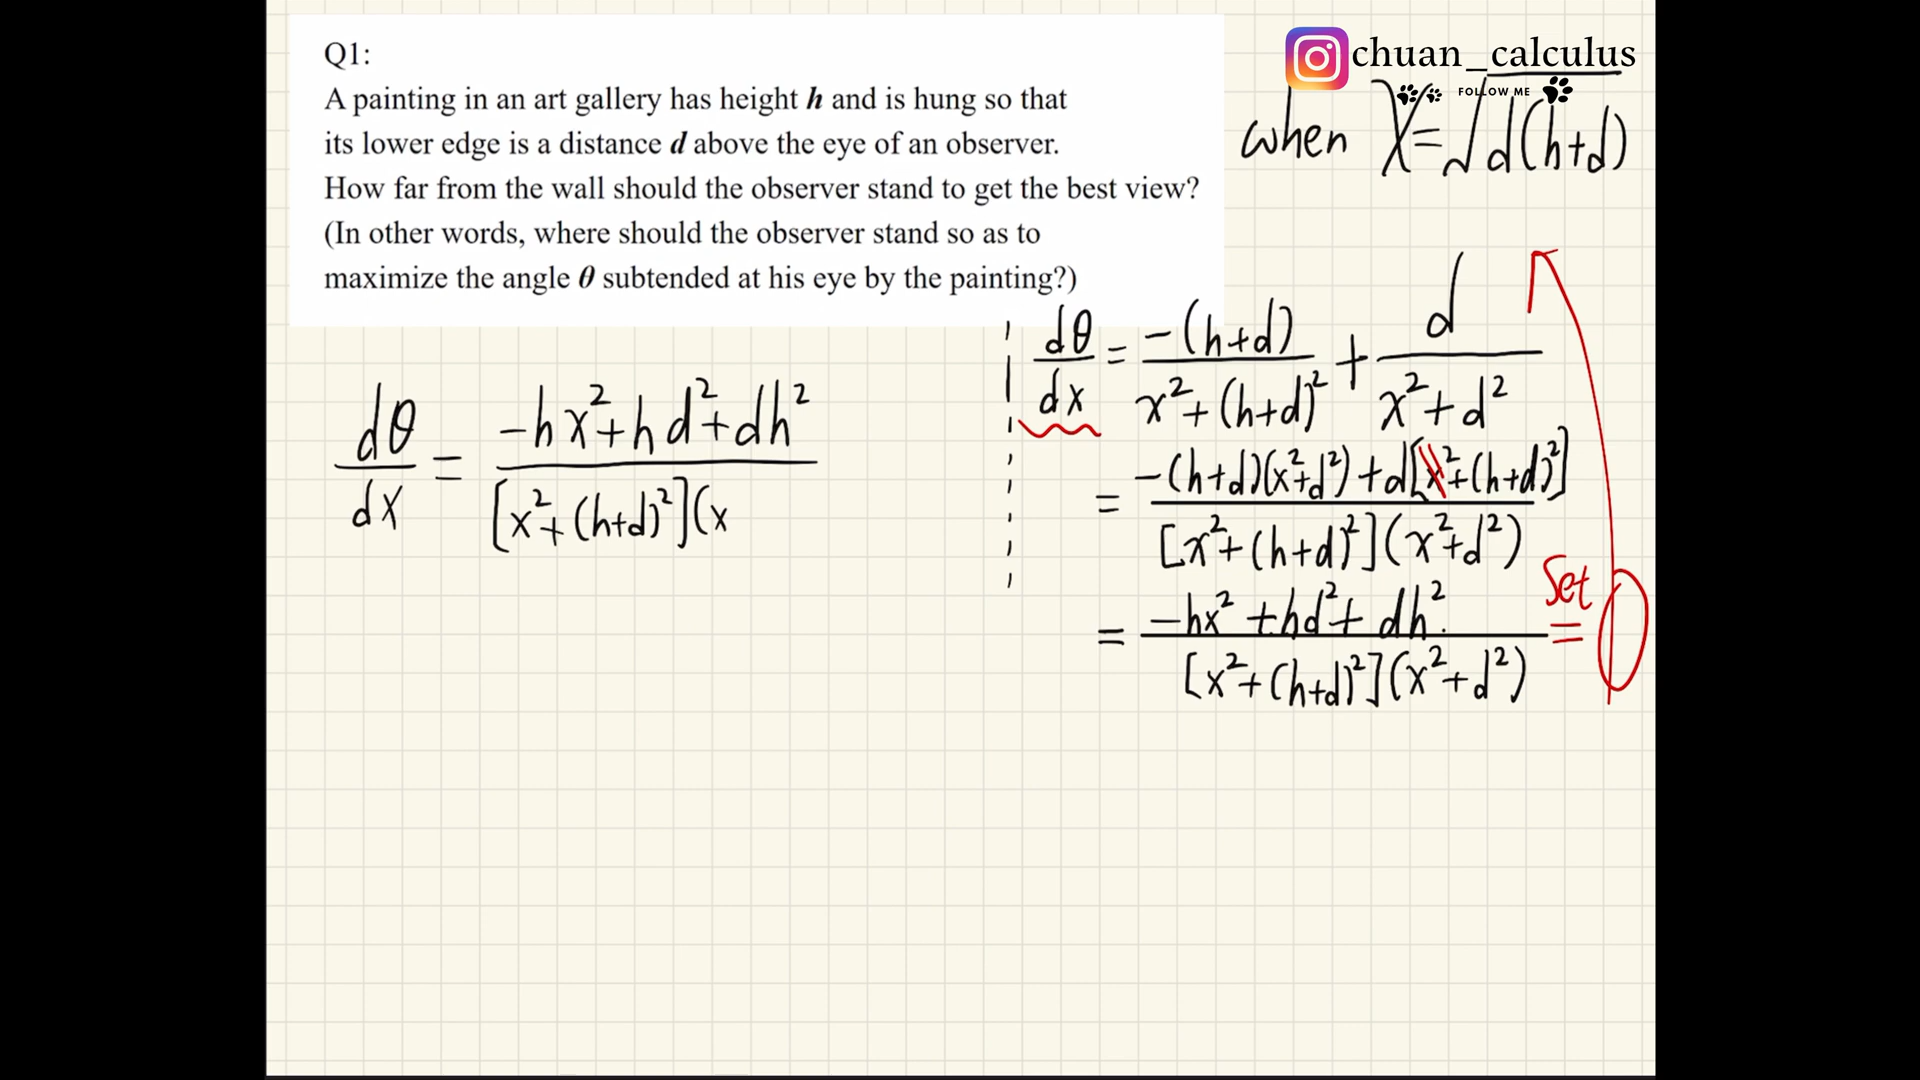 Q1:
A painting in an art gallery has height h and is hung so that
its lower edge is a distance d above the eye of an observer.
How far from the wall should the observer stand to get the best view?
(In other words, where should the observer stand so as to
maximize the angle θ subtended at his eye by the painting?)
chuan_calculus
FOLLOW ME
when x=√d(h+d)
dθ/dx = -(h+d)/x²+(h+d)² + d/x²+d²
= -(h+d)(x²+d²)+d[x²+(h+d)²]/[x²+(h+d)²](x²+d²)
= -hx²+hd²+dh²/[x²+(h+d)²](x²+d²) Set = 0
dθ/dx = -hx²+hd²+dh²/[x²+(h+d)²](x